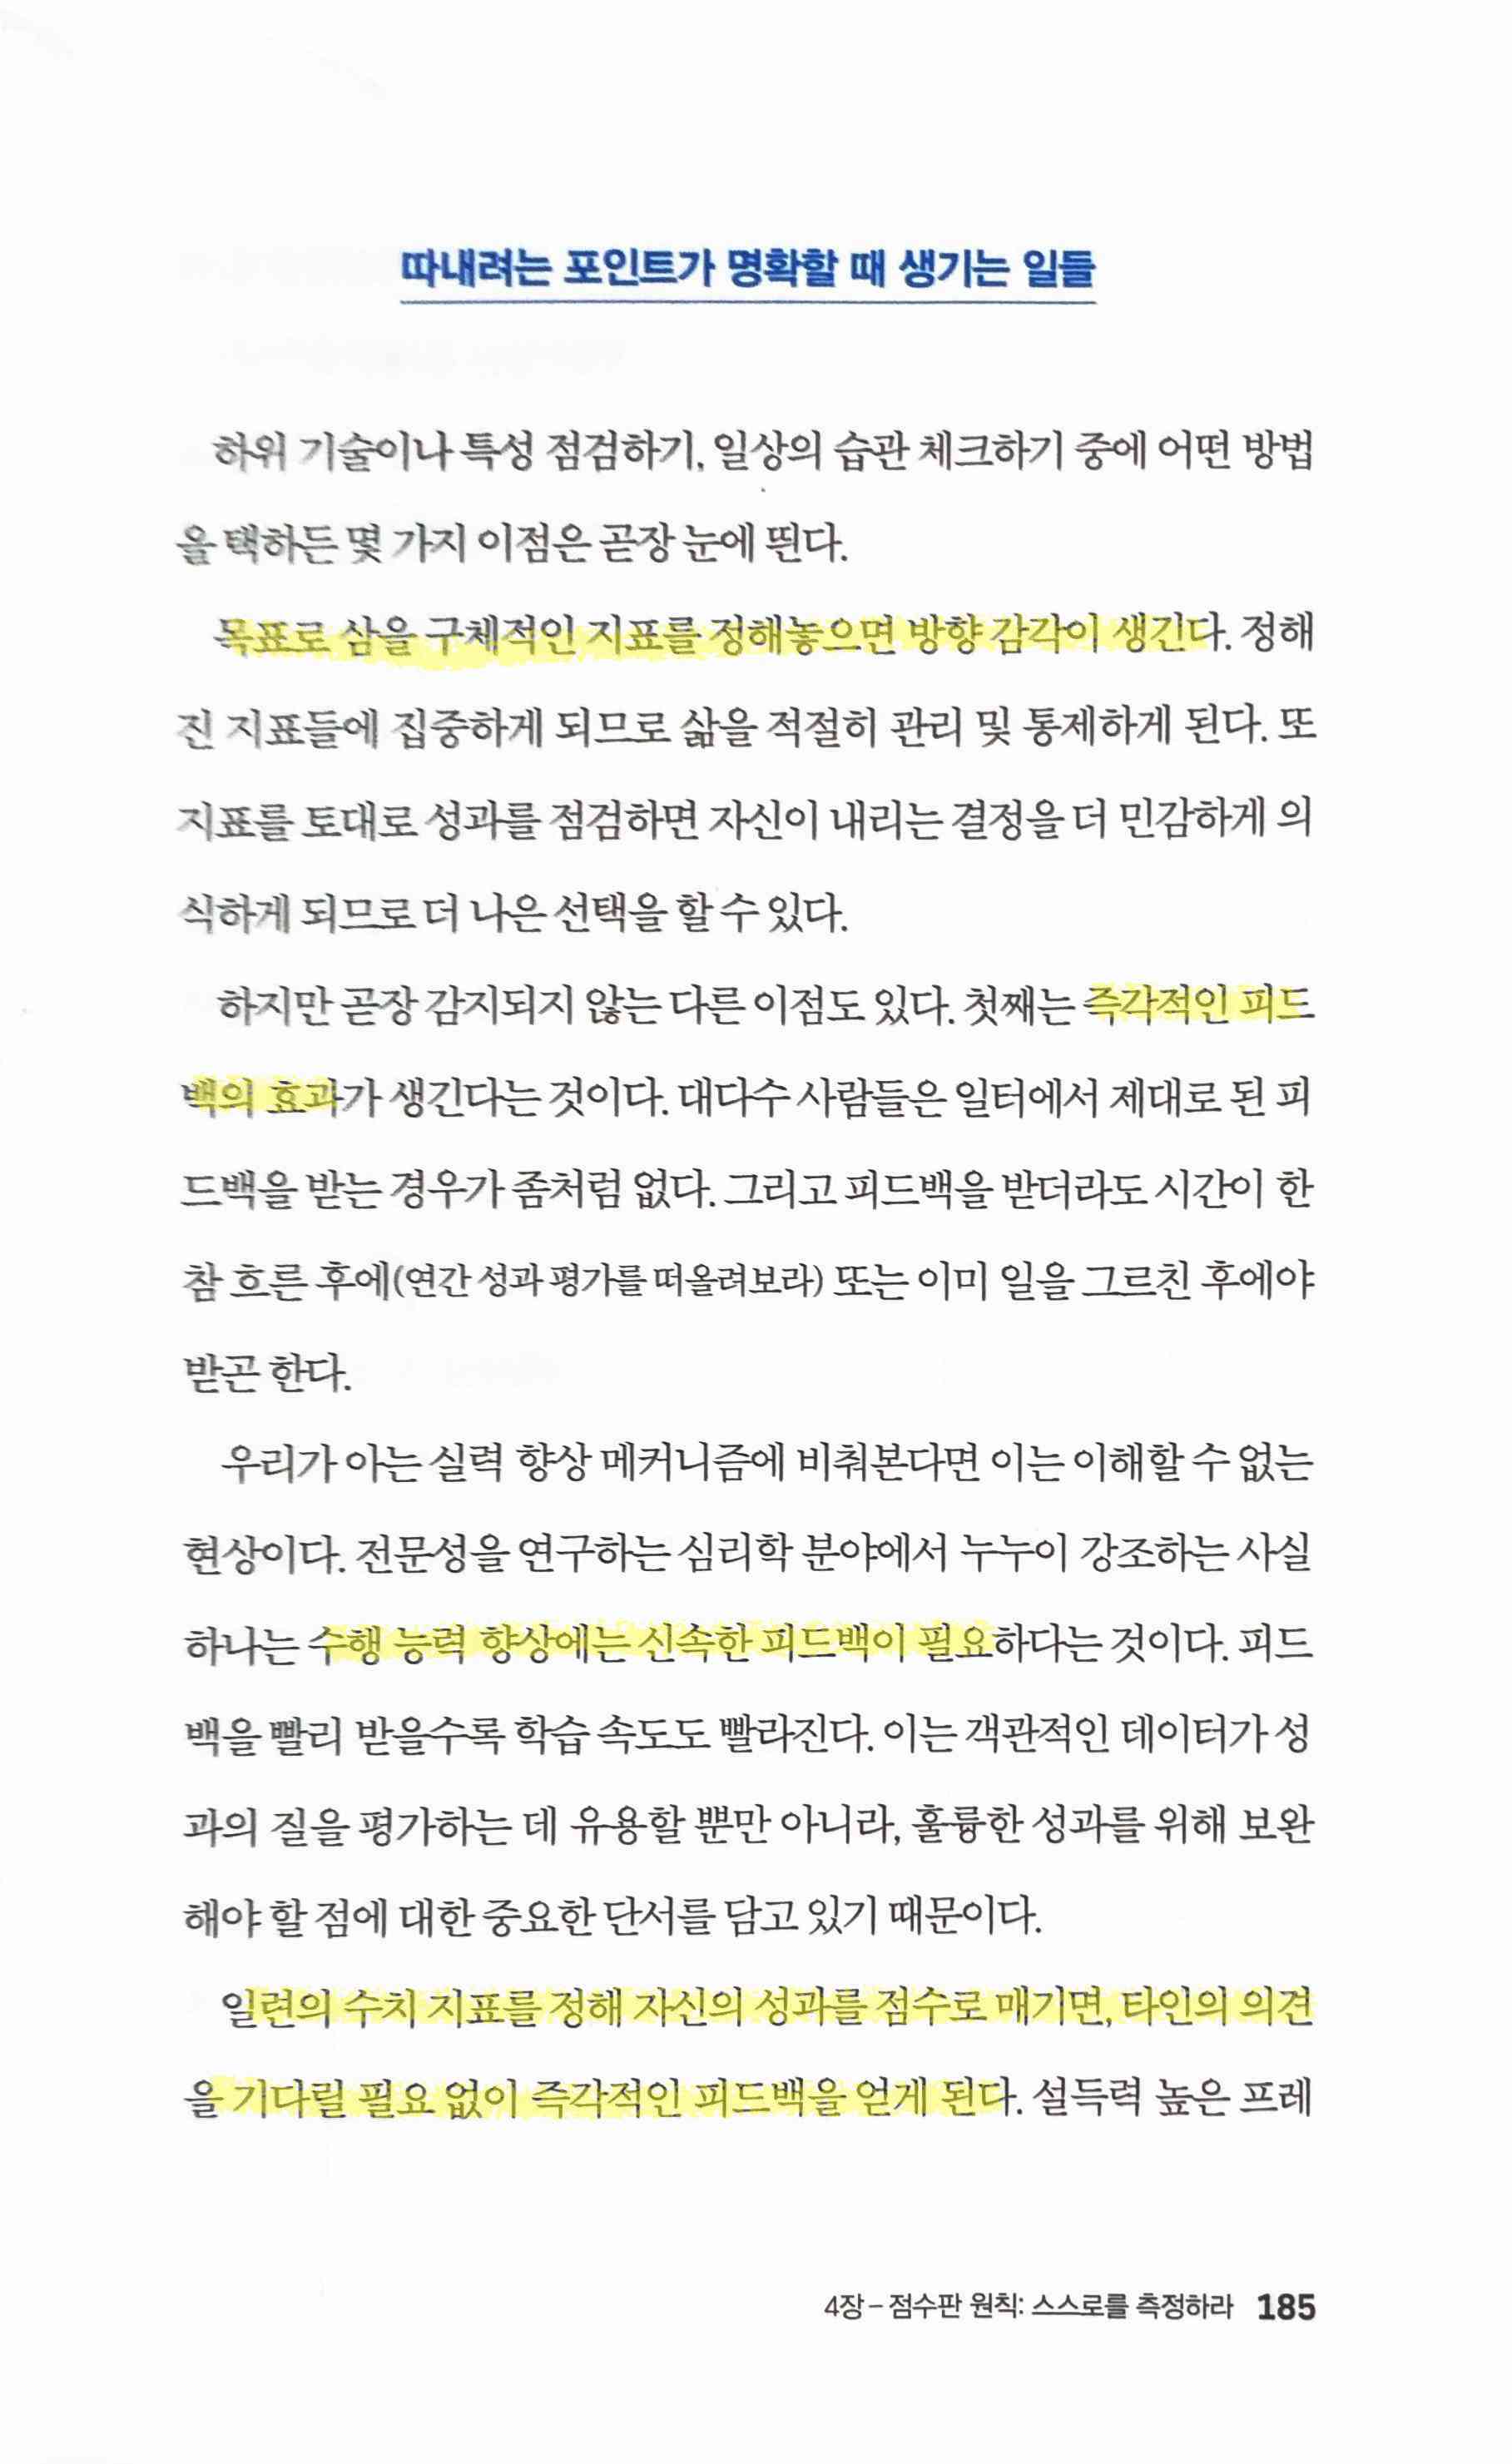 따내려는 포인트가 명확할 때 생기는 일들
하위 기술이나 특성 점검하기, 일상의 습관 체크하기 중에 어떤 방법
을 택하든 몇 가지 이점은 곧장 눈에 띈다.
목표로 삼을 구체적인 지표를 정해놓으면 방향 감각이 생긴다. 정해
진 지표들에 집중하게 되므로 삶을 적절히 관리 및 통제하게 된다. 또
지표를 토대로 성과를 점검하면 자신이 내리는 결정을 더 민감하게 의
식하게 되므로 더 나은 선택을 할 수 있다.
하지만 곧장 감지되지 않는 다른 이점도 있다. 첫째는 즉각적인 피드
백의 효과가 생긴다는 것이다. 대다수 사람들은 일터에서 제대로 된 피
드백을 받는 경우가 좀처럼 없다. 그리고 피드백을 받더라도 시간이 한
참 흐른 후에(연간 성과 평가를 떠올려보라) 또는 이미 일을 그르친 후에야
받곤 한다.
우리가 아는 실력 향상 메커니즘에 비춰본다면 이는 이해할 수 없는
현상이다. 전문성을 연구하는 심리학 분야에서 누누이 강조하는 사실
하나는 수행 능력 향상에는 신속한 피드백이 필요하다는 것이다. 피드
백을 빨리 받을수록 학습 속도도 빨라진다. 이는 객관적인 데이터가 성
과의 질을 평가하는 데 유용할 뿐만 아니라, 훌륭한 성과를 위해 보완
해야 할 점에 대한 중요한 단서를 담고 있기 때문이다.
일련의 수치 지표를 정해 자신의 성과를 점수로 매기면, 타인의 의견
을 기다릴 필요 없이 즉각적인 피드백을 얻게 된다. 설득력 높은 프레
4장 - 점수판 원칙: 스스로를 측정하라 185